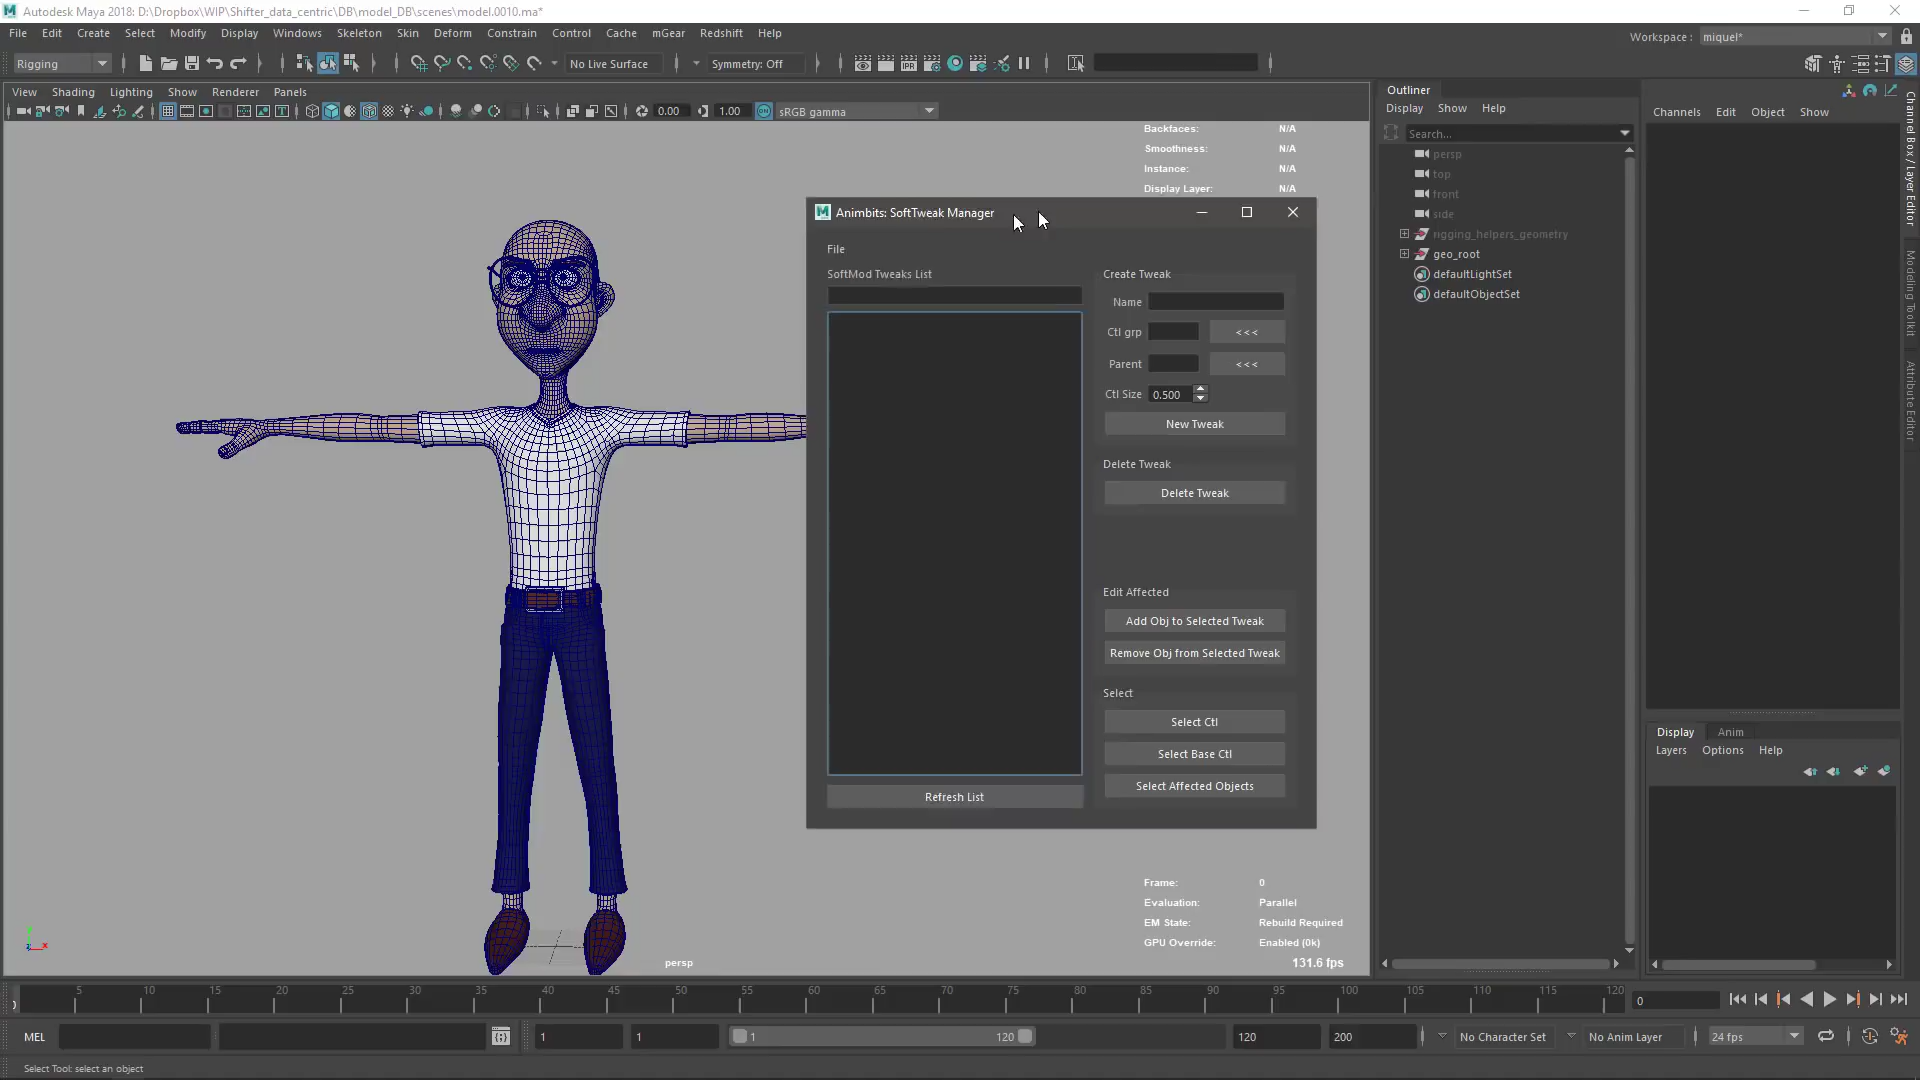 Autodesk Maya 2018: D:\Dropbox\WIP\Shifter_data_centric\DB\model_DB\scenes\model.0010.ma*
File Edit Create Select Modify Display Windows Skeleton Skin Deform Constrain Control Cache mGear Redshift Help
Workspace : miquel*
Rigging No Live Surface Symmetry: Off
View Shading Lighting Show Renderer Panels
0.00 1.00 sRGB gamma
Backfaces: N/A
Smoothness: N/A
Instance: N/A
Display Layer: N/A
Animbits: SoftTweak Manager
File
SoftMod Tweaks List
Create Tweak
Name
Ctl grp <<<
Parent <<<
Ctl Size 0.500
New Tweak
Delete Tweak
Delete Tweak
Edit Affected
Add Obj to Selected Tweak
Remove Obj from Selected Tweak
Select
Select Ctl
Select Base Ctl
Select Affected Objects
Refresh List
Frame: 0
Evaluation: Parallel
EM State: Rebuild Required
GPU Override: Enabled (0k)
persp
131.6 fps
Outliner
Display Show Help
Search...
persp
top
front
side
rigging_helpers_geometry
geo_root
defaultLightSet
defaultObjectSet
Channels Edit Object Show
Channel Box / Layer Editor
Modeling Toolkit
Attribute Editor
Display Anim
Layers Options Help
5 10 15 20 25 30 35 40 45 50 55 60 65 70 75 80 85 90 95 100 105 110 115 120
0
MEL
1 1 1 120 120 200 No Character Set No Anim Layer 24 fps
Select Tool: select an object